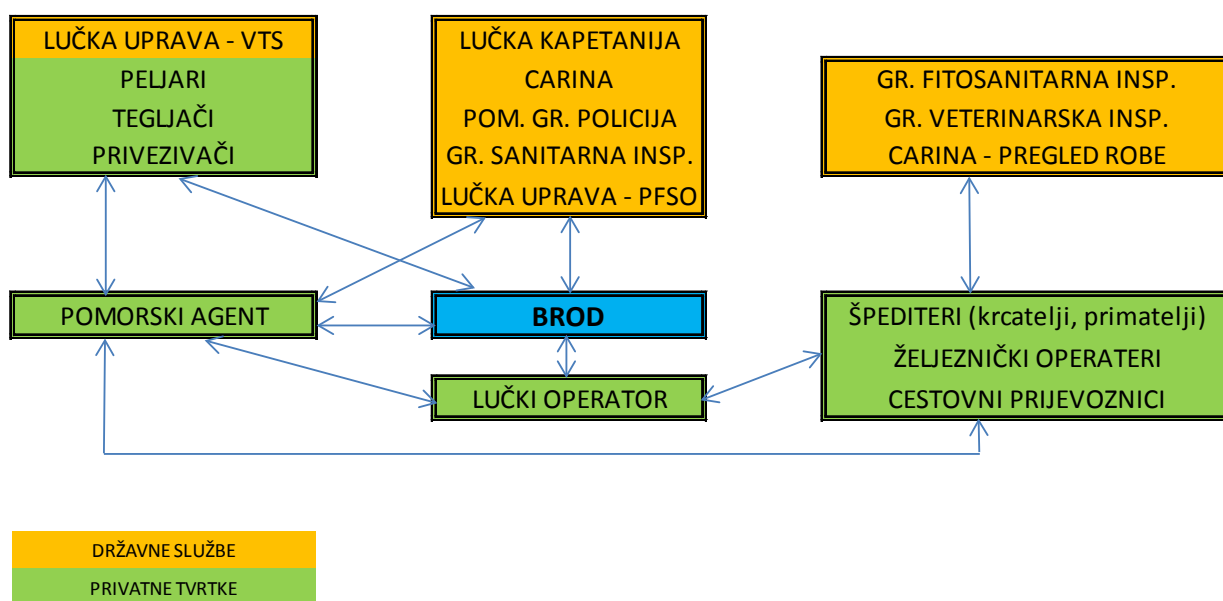 LUČKA UPRAVA - VTS
PELJARI
TEGLJAČI
PRIVEZIVAČI
LUČKA KAPETANIJA
CARINA
POM. GR. POLICIJA
GR. SANITARNA INSP.
LUČKA UPRAVA - PFSO
GR. FITOSANITARNA INSP.
GR. VETERINARSKA INSP.
CARINA - PREGLED ROBE
POMORSKI AGENT
BROD
LUČKI OPERATOR
ŠPEDITERI (krcatelji, primatelji)
ŽELJEZNIČKI OPERATERI
CESTOVNI PRIJEVOZNICI
DRŽAVNE SLUŽBE
PRIVATNE TVRTKE